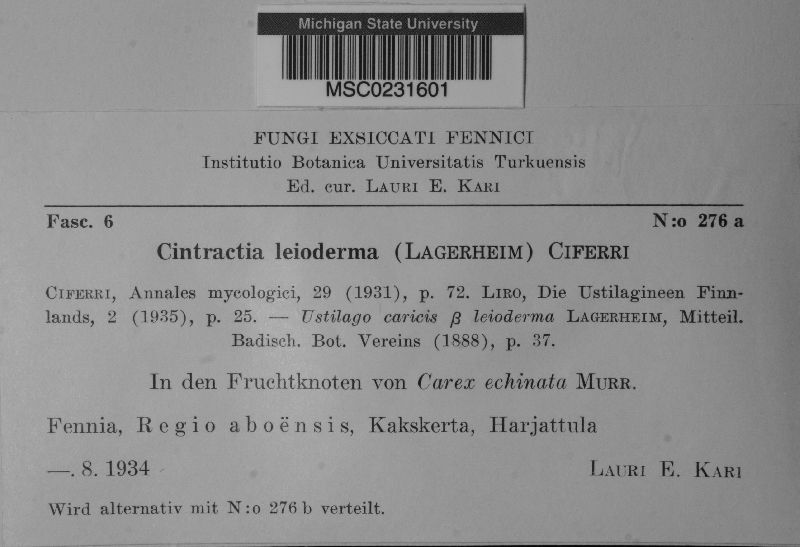 Michigan State University
MSC0231601
FUNGI EXSICCATI FENNICI
Institutio Botanica Universitatis Turkuensis
Ed. cur. LAURI E. KARI
Fasc. 6 N:o 276 a
Cintractia leioderma (LAGERHEIM) CIFERRI
CIFERRI, Annales mycologici, 29 (1931), p. 72. LIRO, Die Ustilagineen Finn-
lands, 2 (1935), p. 25. — Ustilago caricis β leioderma LAGERHEIM, Mitteil.
Badisch. Bot. Vereins (1888), p. 37.
In den Fruchtknoten von Carex echinata MURR.
Fennia, Regio aboënsis, Kakskerta, Harjattula
—. 8. 1934 LAURI E. KARI
Wird alternativ mit N:o 276 b verteilt.